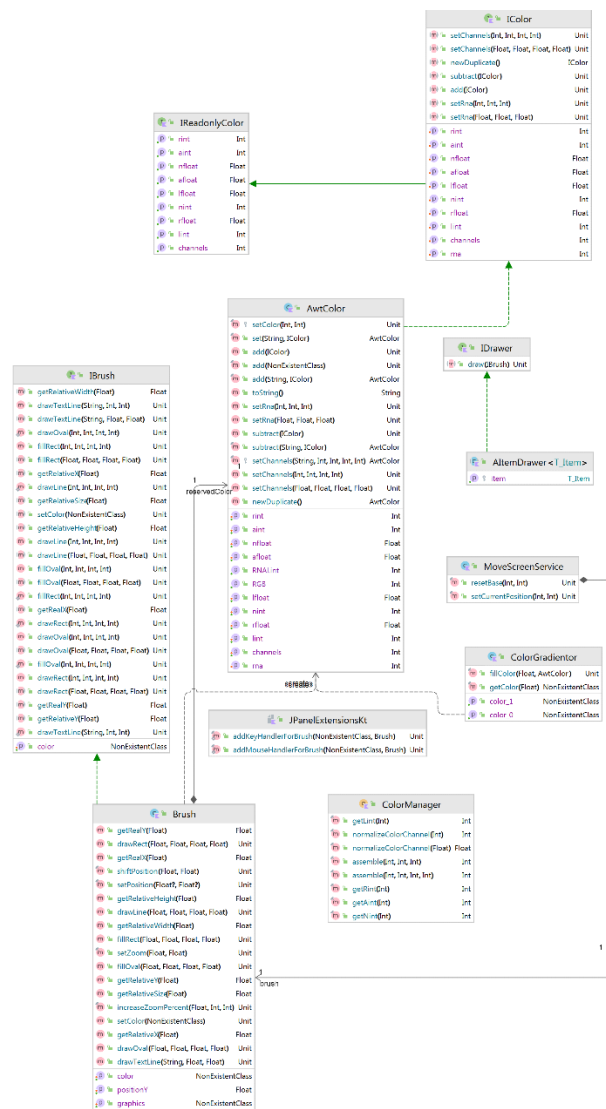 IColor
setChannels(Int, Int, Int, Int) Unit
setChannels(Float, Float, Float, Float) Unit
newDuplicate() IColor
subtract(IColor) Unit
add(IColor) Unit
setRna(Int, Int, Int) Unit
setRna(Float, Float, Float) Unit
rint Int
aint Int
nfloat Float
afloat Float
lfloat Float
nint Int
rfloat Float
lint Int
channels Int
rna Int
IReadonlyColor
rint Int
aint Int
nfloat Float
afloat Float
lfloat Float
nint Int
rfloat Float
lint Int
channels Int
AwtColor
setColor(Int, Int) Unit
set(String, IColor) AwtColor
add(IColor) Unit
add(NonExistentClass) Unit
add(String, IColor) AwtColor
toString() String
setRna(Int, Int, Int) Unit
setRna(Float, Float, Float) Unit
subtract(IColor) Unit
subtract(String, IColor) AwtColor
setChannels(String, Int, Int, Int, Int) AwtColor
setChannels(Int, Int, Int, Int) Unit
setChannels(Float, Float, Float, Float) Unit
newDuplicate() AwtColor
rint Int
aint Int
nfloat Float
afloat Float
RNALint Int
RGB Int
lfloat Float
nint Int
rfloat Float
lint Int
channels Int
rna Int
IDrawer
draw(IBrush) Unit
AItemDrawer<T_Item>
item T_Item
IBrush
getRelativeWidth(Float) Float
drawTextLine(String, Int, Int) Unit
drawTextLine(String, Float, Float) Unit
drawOval(Int, Int, Int, Int) Unit
fillRect(Int, Int, Int, Int) Unit
fillRect(Float, Float, Float, Float) Unit
getRelativeX(Float) Float
drawLine(Int, Int, Int, Int) Unit
getRelativeSize(Float) Float
setColor(NonExistentClass) Unit
getRelativeHeight(Float) Float
drawLine(Int, Int, Int, Int) Unit
drawLine(Float, Float, Float, Float) Unit
fillOval(Int, Int, Int, Int) Unit
fillOval(Float, Float, Float, Float) Unit
fillRect(Int, Int, Int, Int) Unit
getRealX(Float) Float
drawRect(Int, Int, Int, Int) Unit
drawOval(Int, Int, Int, Int) Unit
drawOval(Float, Float, Float, Float) Unit
fillOval(Int, Int, Int, Int) Unit
drawRect(Int, Int, Int, Int) Unit
drawRect(Float, Float, Float, Float) Unit
getRealY(Float) Float
getRelativeY(Float) Float
drawTextLine(String, Int, Int) Unit
color NonExistentClass
1
1
reservedColor
MoveScreenService
resetBase(Int, Int) Unit
setCurrentPosition(Int, Int) Unit
ColorGradientor
fillColor(Float, AwtColor) Unit
getColor(Float) NonExistentClass
color_1 NonExistentClass
color_0 NonExistentClass
JPanelExtensionsKt
addKeyHandlerForBrush(NonExistentClass, Brush) Unit
addMouseHandlerForBrush(NonExistentClass, Brush) Unit
ColorManager
getLint(Int) Int
normalizeColorChannel(Int) Int
normalizeColorChannel(Float) Float
assemble(Int, Int, Int) Int
assemble(Int, Int, Int, Int) Int
getRint(Int) Int
getAint(Int) Int
getNint(Int) Int
Brush
getRealY(Float) Float
drawRect(Float, Float, Float, Float) Unit
getRealX(Float) Float
shiftPosition(Float, Float) Unit
setPosition(Float?, Float?) Unit
getRelativeHeight(Float) Float
drawLine(Float, Float, Float, Float) Unit
getRelativeWidth(Float) Float
fillRect(Float, Float, Float, Float) Unit
setZoom(Float, Float) Unit
fillOval(Float, Float, Float, Float) Unit
getRelativeY(Float) Float
getRelativeSize(Float) Float
increaseZoomPercent(Float, Int, Int) Unit
setColor(NonExistentClass) Unit
getRelativeX(Float) Float
drawOval(Float, Float, Float, Float) Unit
drawTextLine(String, Float, Float) Unit
color NonExistentClass
positionY Float
graphics NonExistentClass
1
1
brush